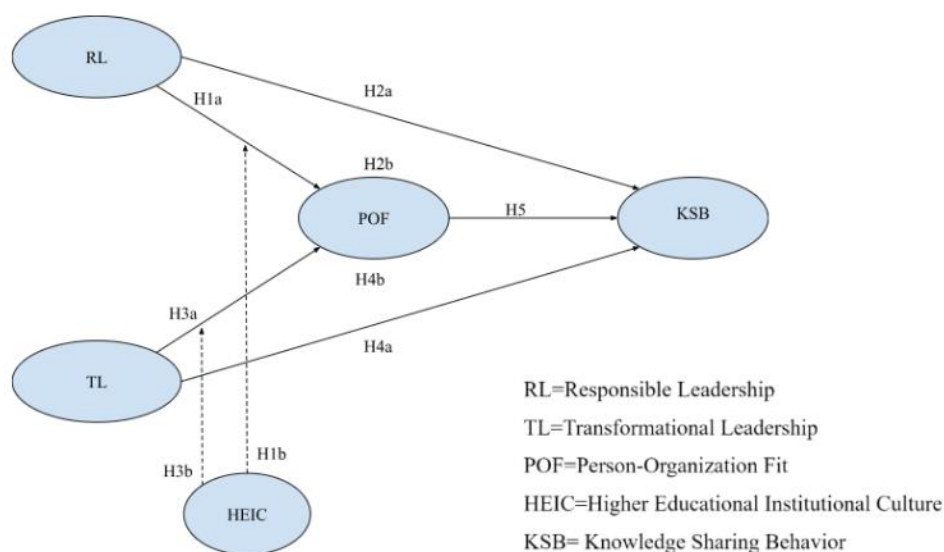 RL
H1a
H2a
H2b
POF
H5
KSB
H3a
H4b
H4a
TL
H3b
H1b
HEIC
RL=Responsible Leadership
TL=Transformational Leadership
POF=Person-Organization Fit
HEIC=Higher Educational Institutional Culture
KSB= Knowledge Sharing Behavior